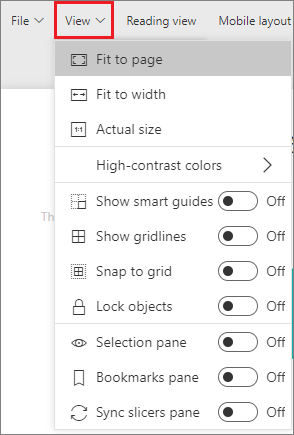 File View Reading view Mobile layout
Fit to page
Fit to width
1:1 Actual size
High-contrast colors
Th
Show smart guides Off
Show gridlines Off
Snap to grid Off
Lock objects Off
Selection pane Off
Bookmarks pane Off
Sync slicers pane Off